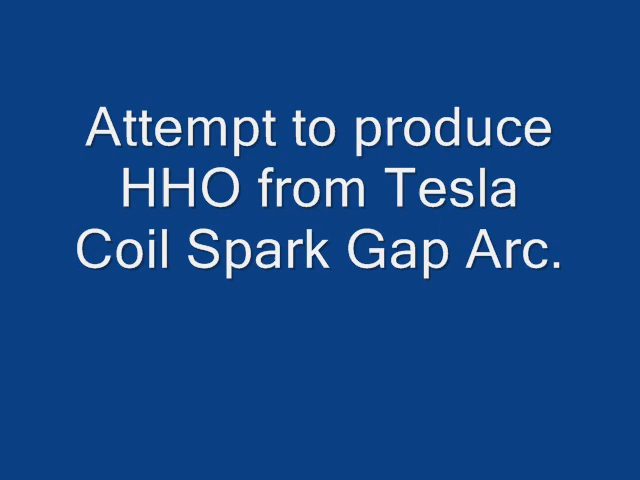 Attempt to produce
HHO from Tesla
Coil Spark Gap Arc.